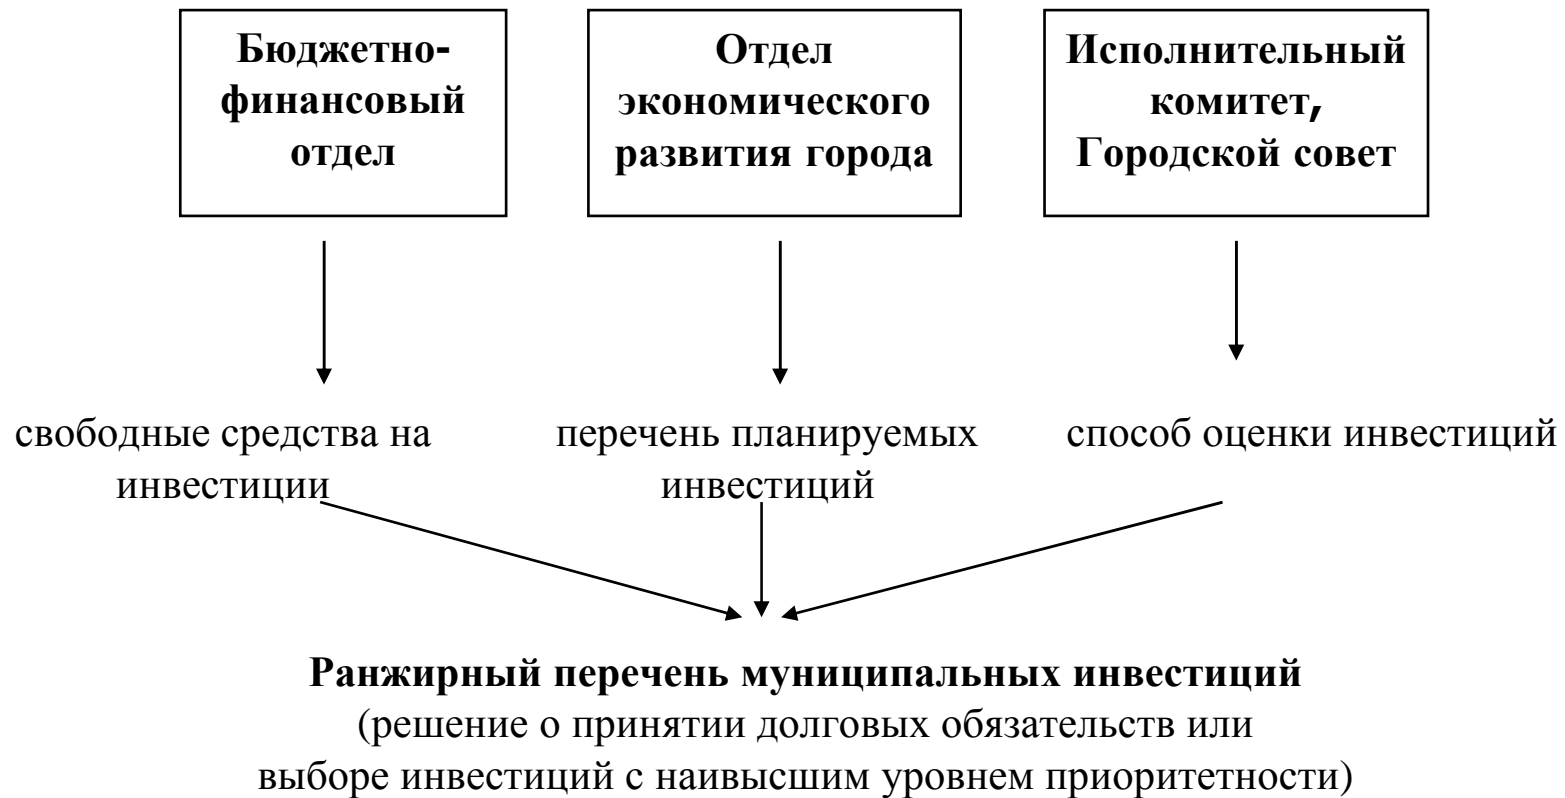 Бюджетно-
финансовый
отдел
Отдел
экономического
развития города
Исполнительный
комитет,
Городской совет
свободные средства на
инвестиции
перечень планируемых
инвестиций
способ оценки инвестиций
Ранжирный перечень муниципальных инвестиций
(решение о принятии долговых обязательств или
выборе инвестиций с наивысшим уровнем приоритетности)